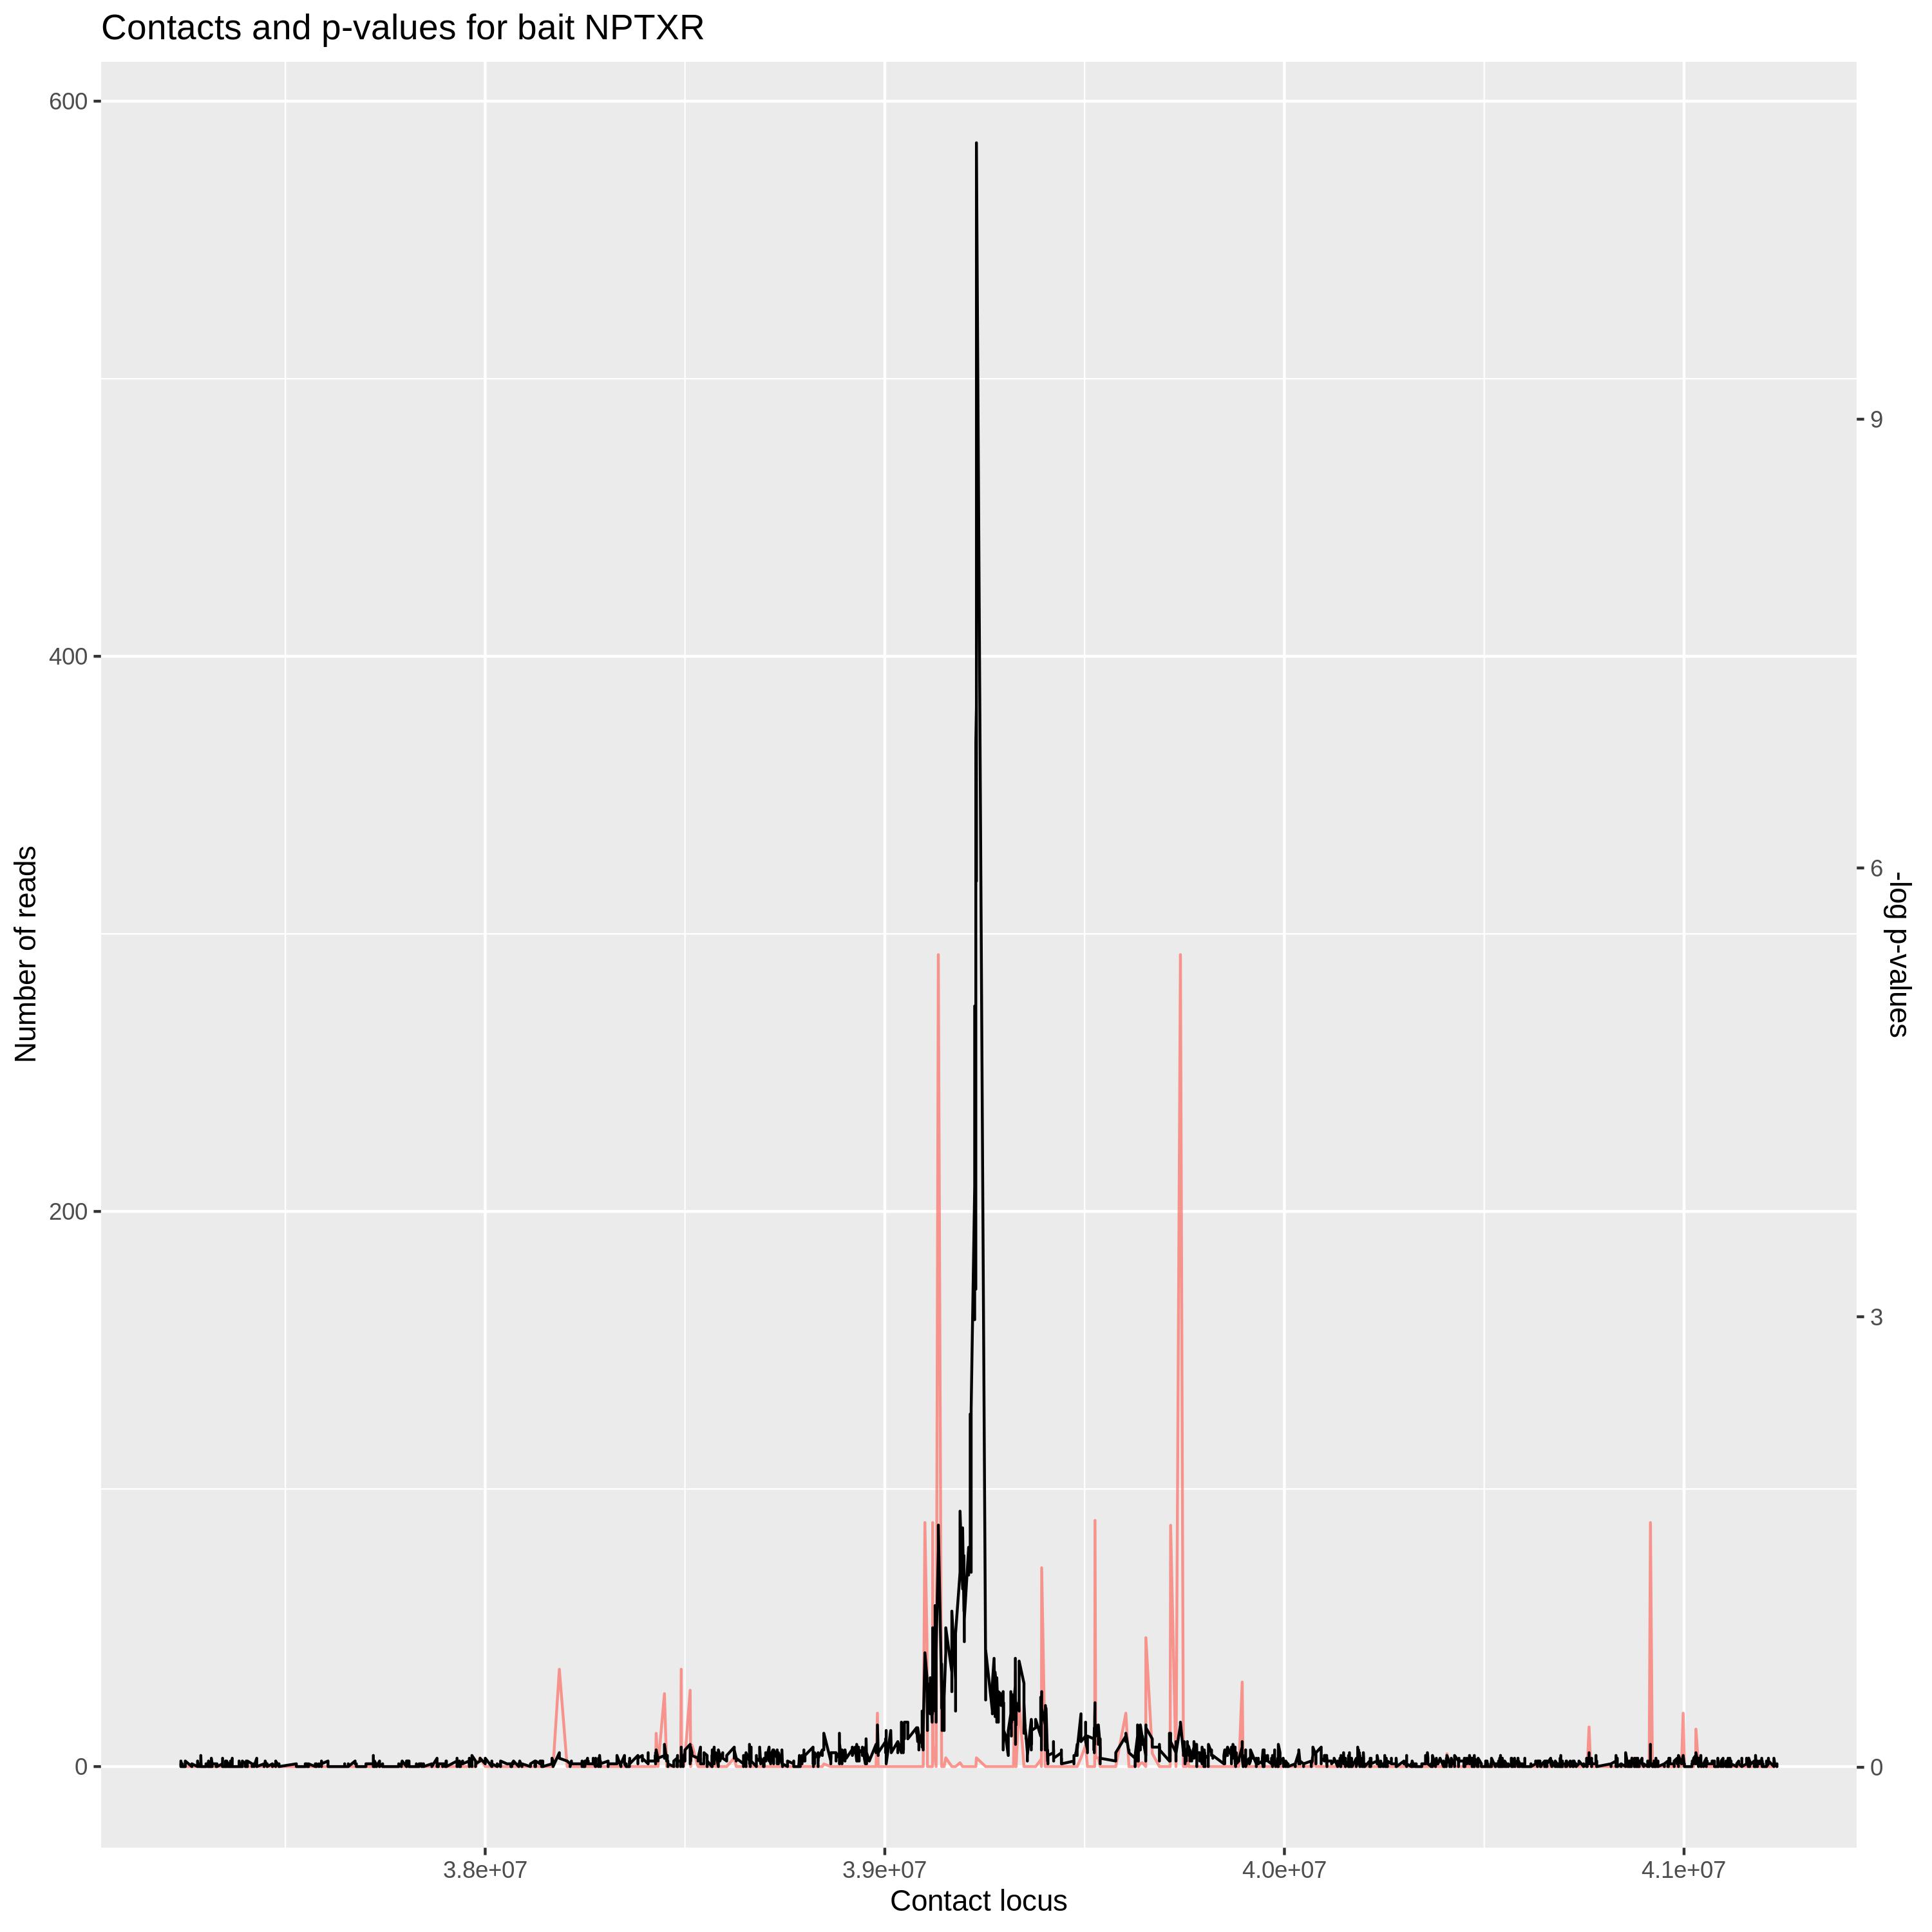 Contacts and p-values for bait NPTXR
600
400
200
0
Number of reads
9
6
3
0
-log p-values
3.8e+07
3.9e+07
4.0e+07
4.1e+07
Contact locus